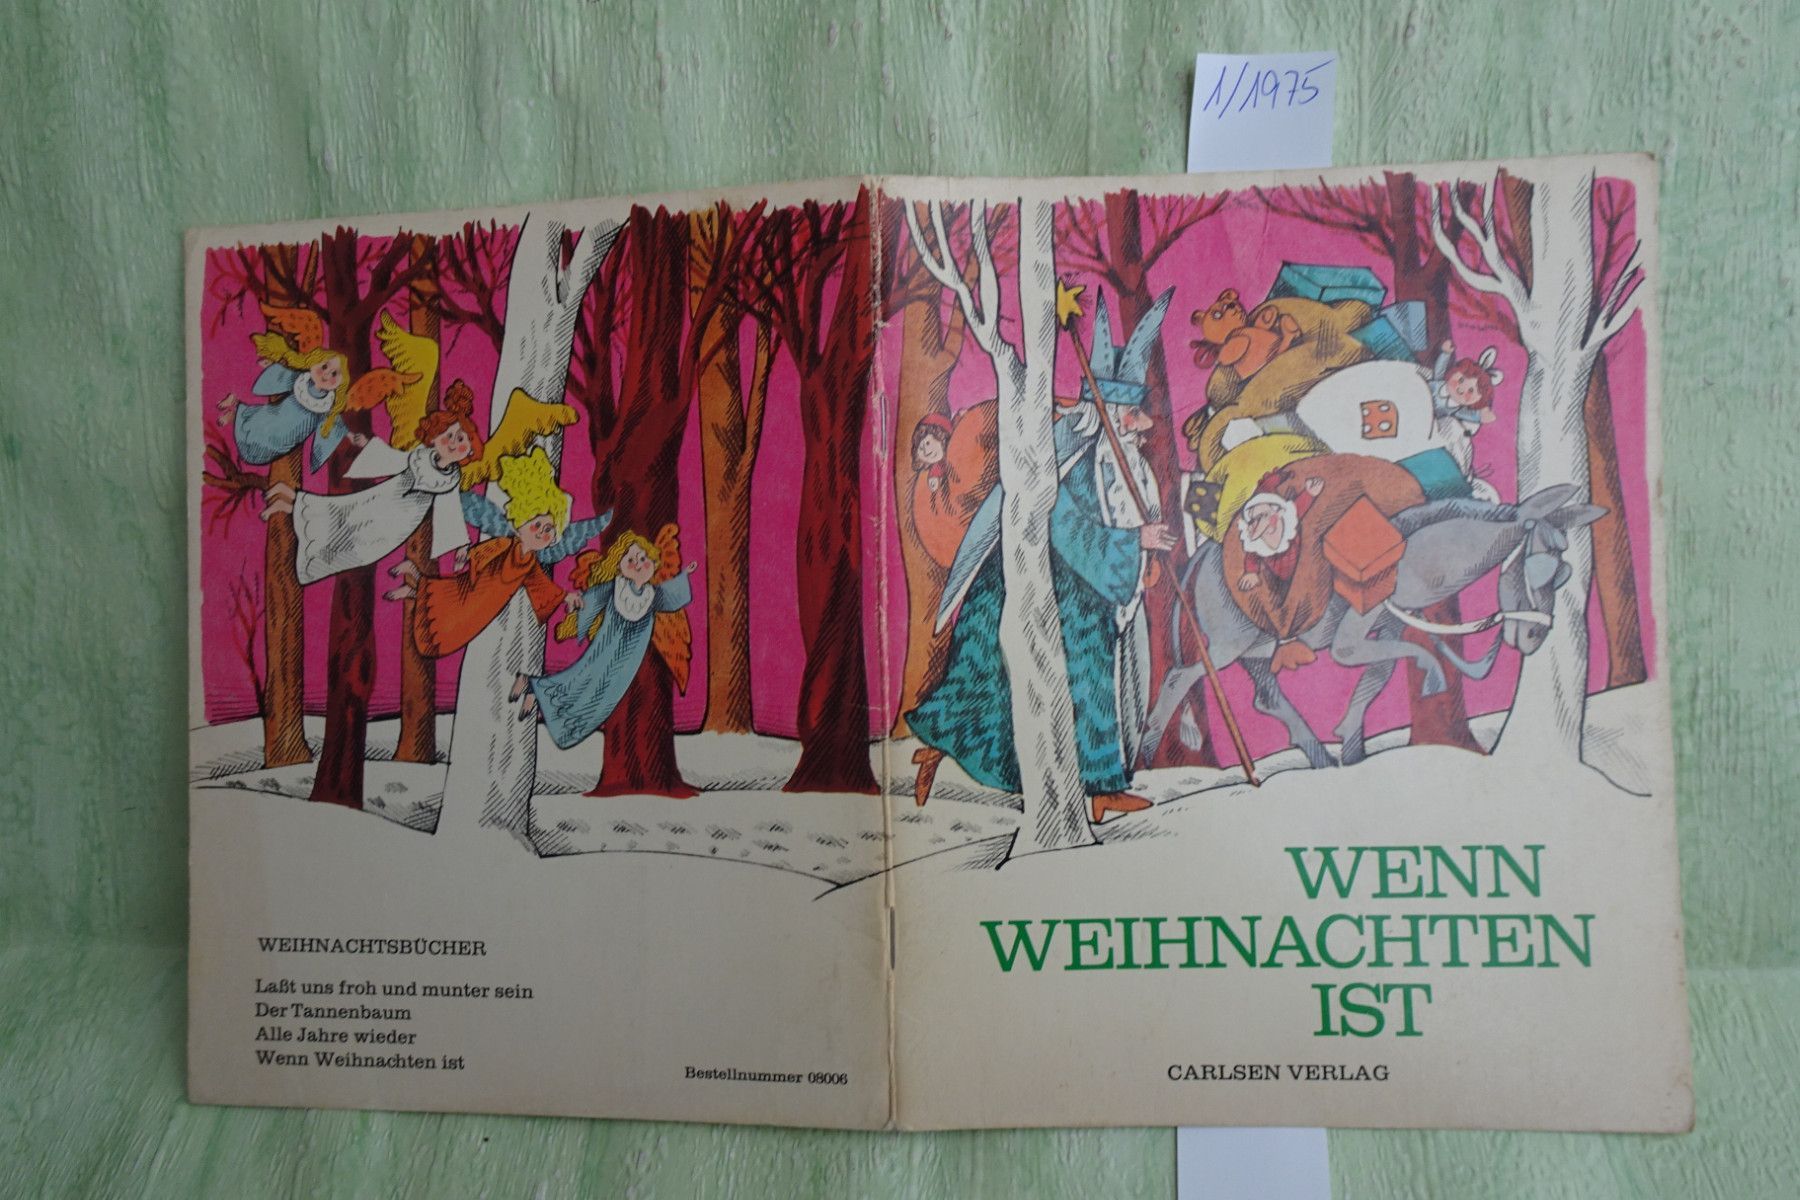 1/1975
WEIHNACHTSBÜCHER
Laßt uns froh und munter sein
Der Tannenbaum
Alle Jahre wieder
Wenn Weihnachten ist
Bestellnummer 08006
WENN
WEIHNACHTEN
IST
CARLSEN VERLAG